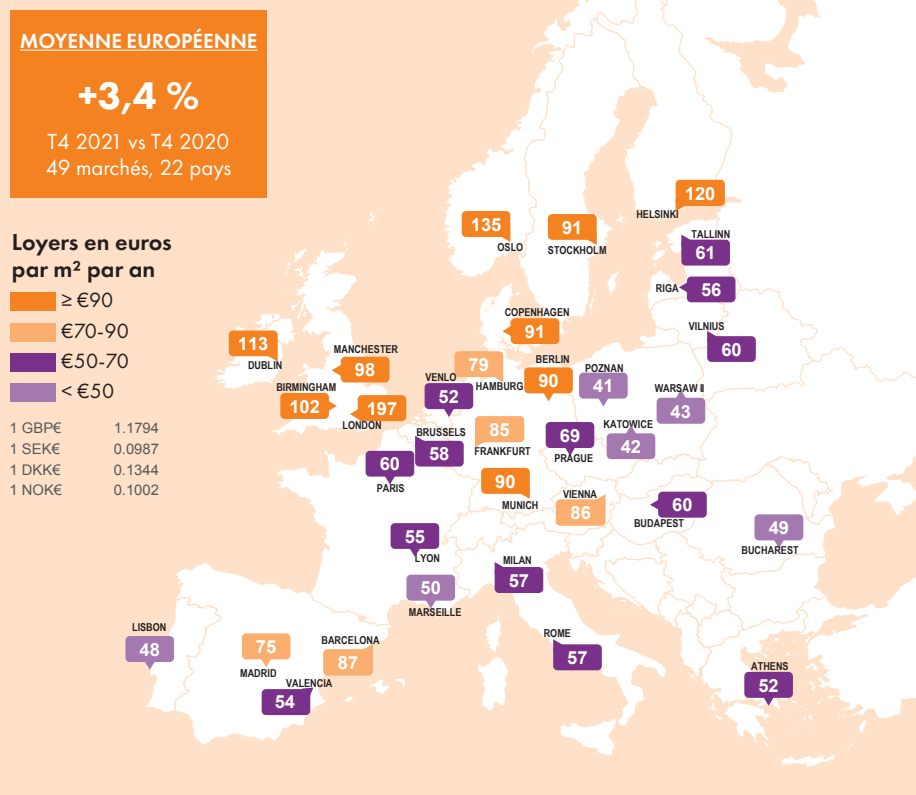 MOYENNE EUROPÉENNE
+3,4 %
T4 2021 vs T4 2020
49 marchés, 22 pays
Loyers en euros
par m² par an
≥ €90
€70-90
€50-70
< €50
1 GBP€ 1.1794
1 SEK€ 0.0987
1 DKK€ 0.1344
1 NOK€ 0.1002
120
HELSINKI
135
OSLO
91
STOCKHOLM
TALLINN
61
RIGA
56
COPENHAGEN
91
VILNIUS
60
113
DUBLIN
MANCHESTER
98
BIRMINGHAM
102
197
LONDON
79
HAMBURG
BERLIN
90
POZNAN
41
WARSAW II
43
VENLO
52
BRUSSELS
58
85
FRANKFURT
69
PRAGUE
KATOWICE
42
60
PARIS
90
MUNICH
VIENNA
86
60
BUDAPEST
49
BUCHAREST
55
LYON
MILAN
57
50
MARSEILLE
LISBON
48
75
MADRID
BARCELONA
87
VALENCIA
54
ROME
57
ATHENS
52